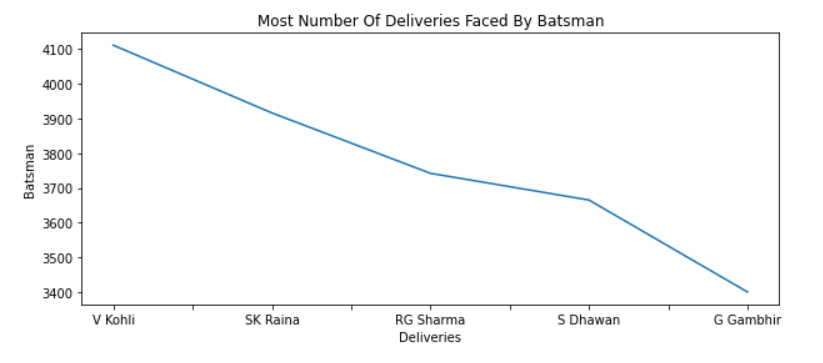 Most Number Of Deliveries Faced By Batsman
4100
4000
3900
3800
3700
3600
3500
3400
Batsman
V Kohli SK Raina RG Sharma S Dhawan G Gambhir
Deliveries